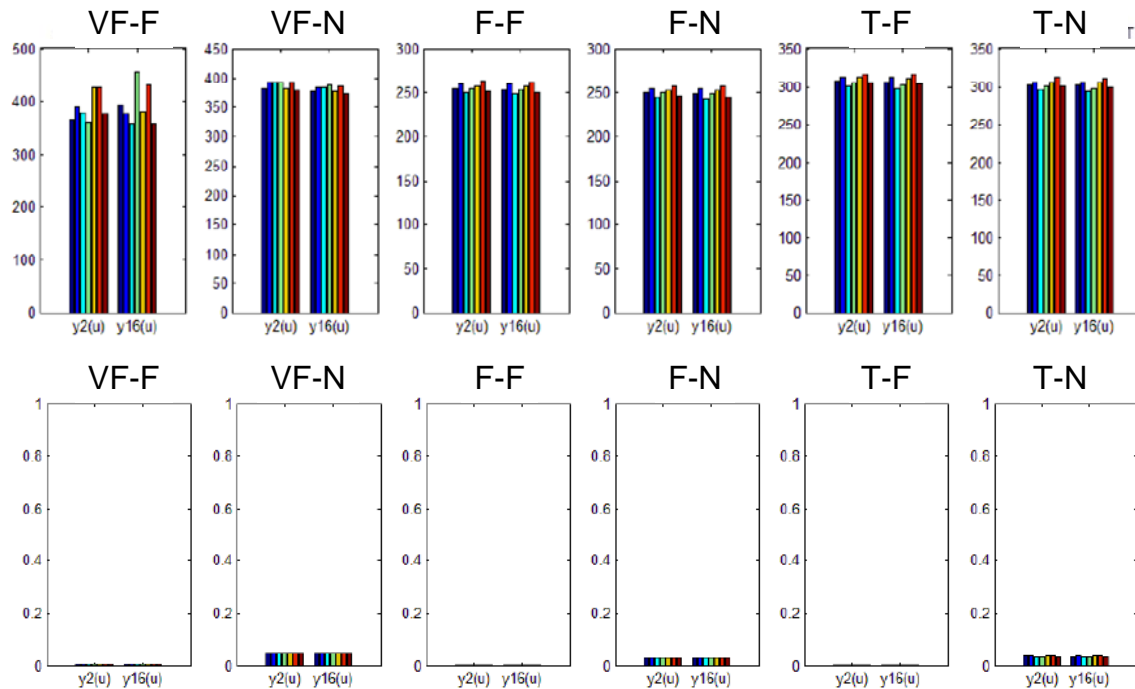 VF-F VF-N F-F F-N T-F T-N
500 450 300 300 350 350
400 400 250 250 300 300
350 250 250
300 300 200 200 200 200
250 150 150
200 200 150 150
150 100 100 100 100
100 100 50 50 50 50
50
0 0 0 0 0 0
y2(u) y16(u) y2(u) y16(u) y2(u) y16(u) y2(u) y16(u) y2(u) y16(u) y2(u) y16(u)
VF-F VF-N F-F F-N T-F T-N
1 1 1 1 1 1
0.8 0.8 0.8 0.8 0.8 0.8
0.6 0.6 0.6 0.6 0.6 0.6
0.4 0.4 0.4 0.4 0.4 0.4
0.2 0.2 0.2 0.2 0.2 0.2
0 0 0 0 0 0
y2(u) y16(u) y2(u) y16(u) y2(u) y16(u) y2(u) y16(u) y2(u) y16(u) y2(u) y16(u)